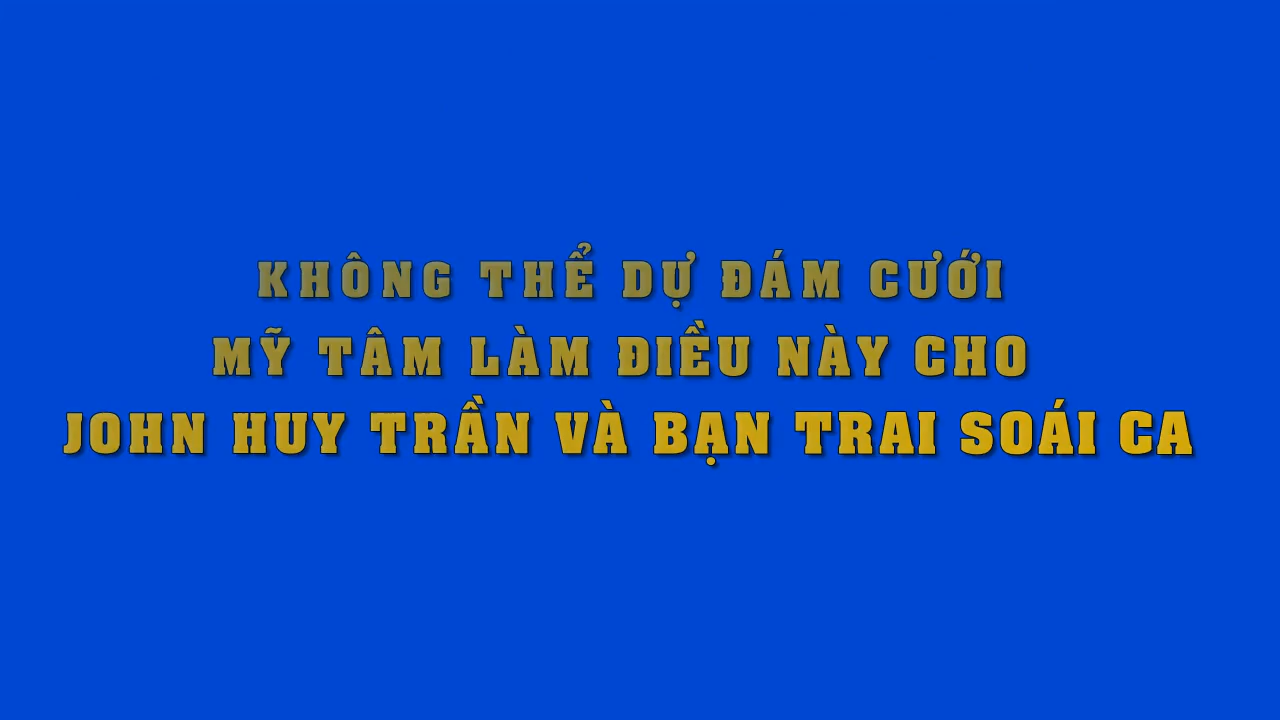 KHÔNG THỂ DỰ ĐÁM CƯỚI
MỸ TÂM LÀM ĐIỀU NÀY CHO
JOHN HUY TRẦN VÀ BẠN TRAI SOÁI CA